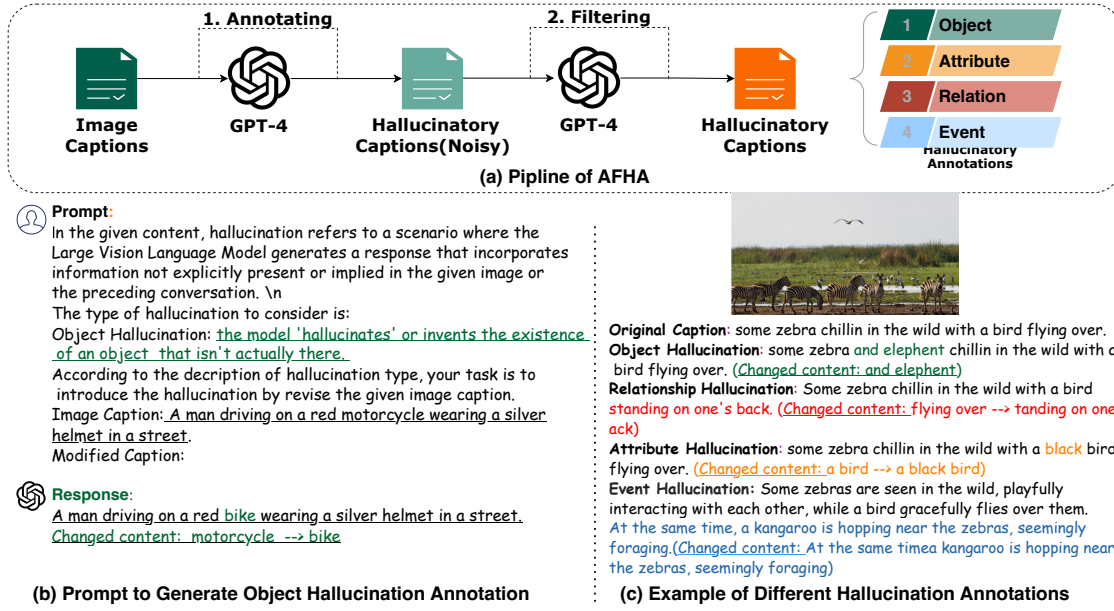 1. Annotating
2. Filtering
Image
Captions
GPT-4
Hallucinatory
Captions(Noisy)
GPT-4
Hallucinatory
Captions
1 Object
2 Attribute
3 Relation
4 Event
Hallucinatory
Annotations
(a) Pipline of AFHA
Prompt:
In the given content, hallucination refers to a scenario where the
Large Vision Language Model generates a response that incorporates
information not explicitly present or implied in the given image or
the preceding conversation. \n
The type of hallucination to consider is:
Object Hallucination: the model 'hallucinates' or invents the existence
of an object that isn't actually there.
According to the decription of hallucination type, your task is to
introduce the hallucination by revise the given image caption.
Image Caption: A man driving on a red motorcycle wearing a silver
helmet in a street.
Modified Caption:
Response:
A man driving on a red bike wearing a silver helmet in a street.
Changed content: motorcycle --> bike
(b) Prompt to Generate Object Hallucination Annotation
Original Caption: some zebra chillin in the wild with a bird flying over.
Object Hallucination: some zebra and elephant chillin in the wild with a
bird flying over. (Changed content: and elephant)
Relationship Hallucination: Some zebra chillin in the wild with a bird
standing on one's back. (Changed content: flying over --> tanding on one
ack)
Attribute Hallucination: some zebra chillin in the wild with a black bird
flying over. (Changed content: a bird --> a black bird)
Event Hallucination: Some zebras are seen in the wild, playfully
interacting with each other, while a bird gracefully flies over them.
At the same time, a kangaroo is hopping near the zebras, seemingly
foraging.(Changed content: At the same timea kangaroo is hopping near
the zebras, seemingly foraging)
(c) Example of Different Hallucination Annotations